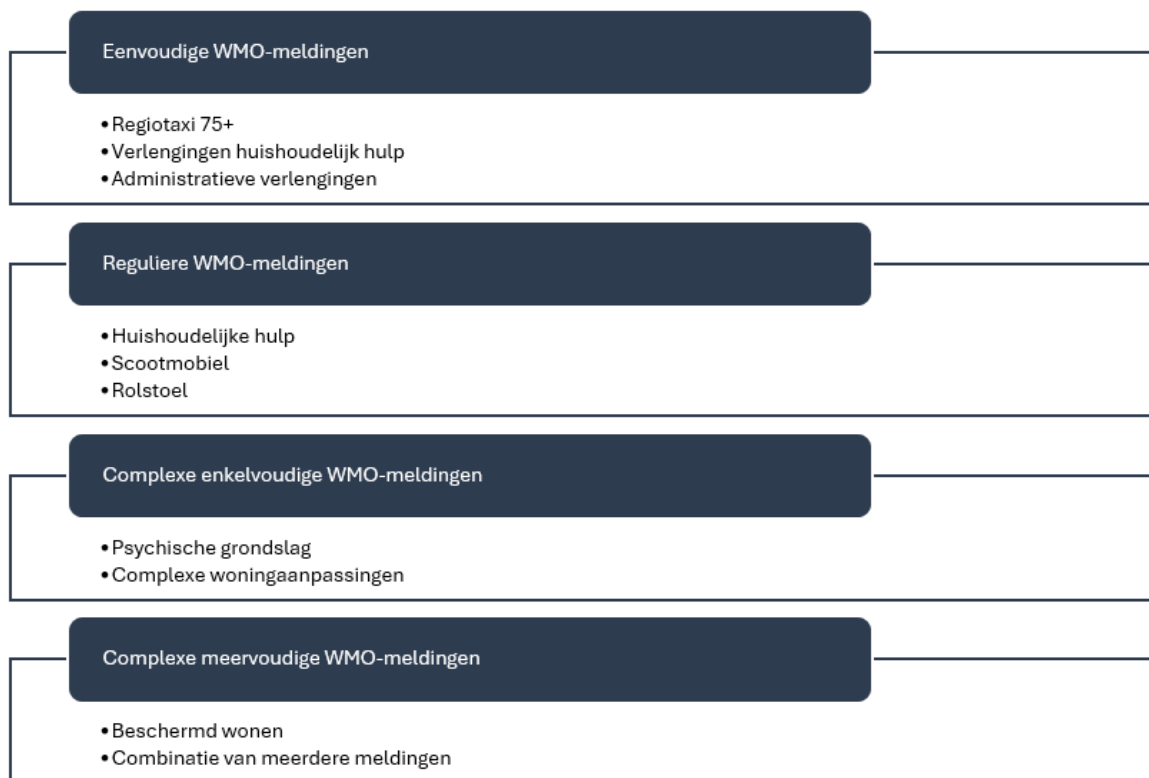 Eenvoudige WMO-meldingen
• Regiotaxi 75+
• Verlengingen huishoudelijk hulp
• Administratieve verlengingen
Reguliere WMO-meldingen
• Huishoudelijke hulp
• Scootmobiel
• Rolstoel
Complexe enkelvoudige WMO-meldingen
• Psychische grondslag
• Complexe woningaanpassingen
Complexe meervoudige WMO-meldingen
• Beschermd wonen
• Combinatie van meerdere meldingen